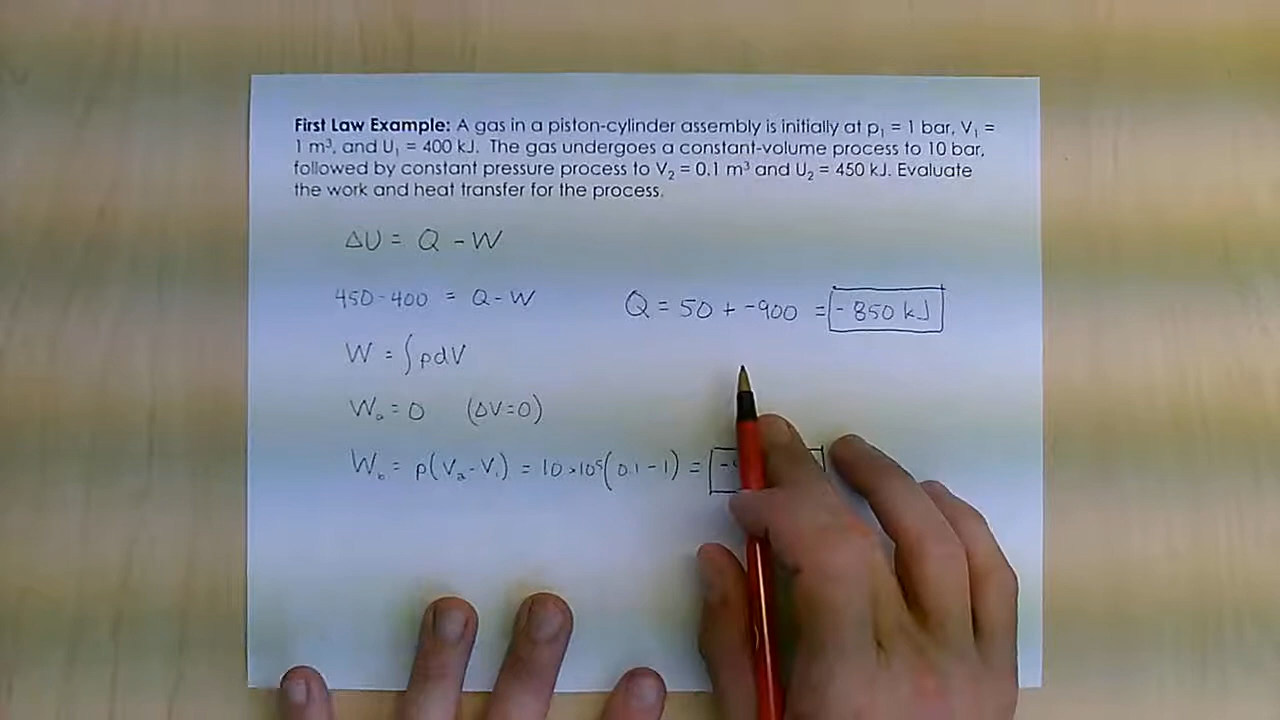 First Law Example: A gas in a piston-cylinder assembly is initially at p₁ = 1 bar, V₁ =
1 m³, and U₁ = 400 kJ. The gas undergoes a constant-volume process to 10 bar,
followed by constant pressure process to V₂ = 0.1 m³ and U₂ = 450 kJ. Evaluate
the work and heat transfer for the process.
ΔU = Q - W
450-400 = Q-W
Q = 50 + -900 = -850 kJ
W = ∫pdV
Wₐ = 0 (ΔV=0)
W_b = p(V₂-V₁) = 10×10⁵(0.1-1) =